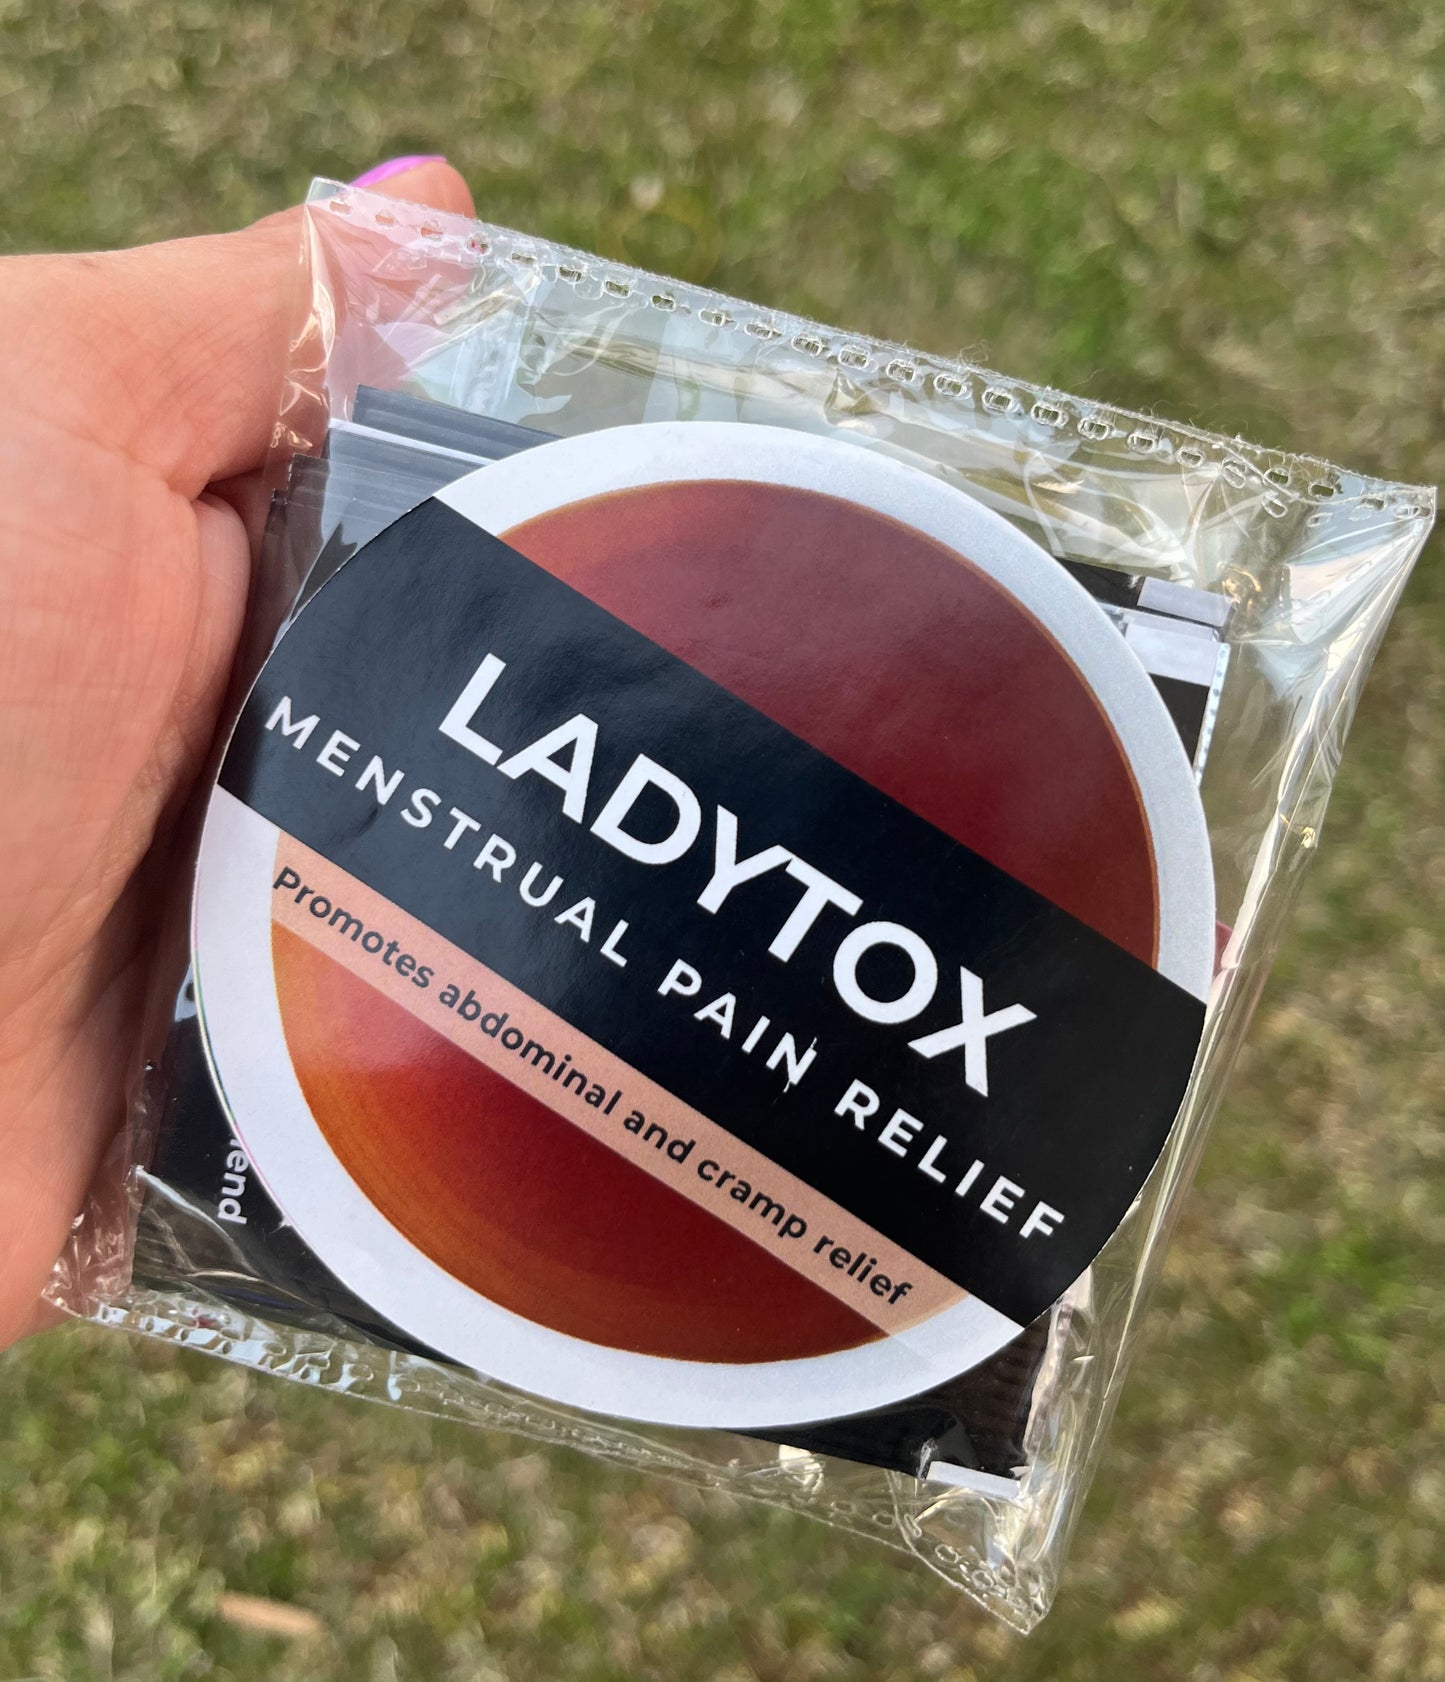 LADYTOX
MENSTRUAL PAIN RELIEF
Promotes abdominal and cramp relief